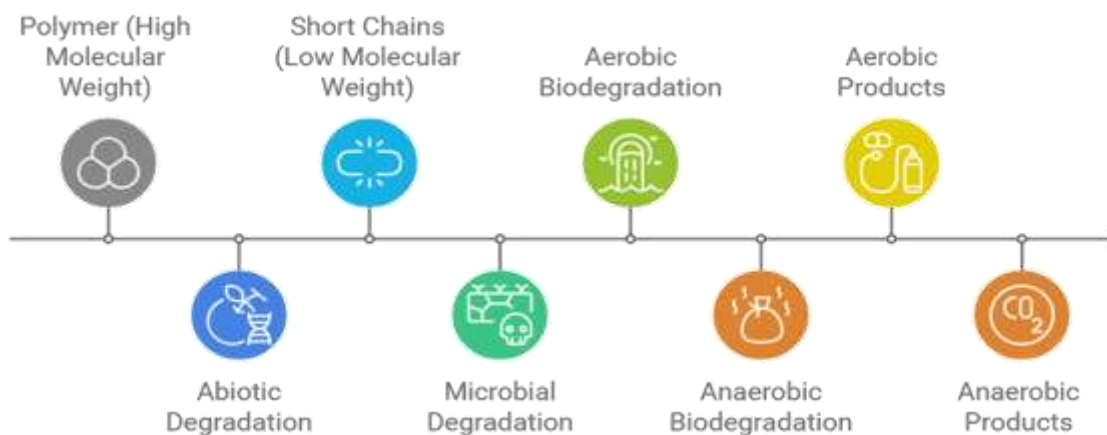 Polymer (High
Molecular
Weight)
Short Chains
(Low Molecular
Weight)
Aerobic
Biodegradation
Aerobic
Products
CO2
Abiotic
Degradation
Microbial
Degradation
Anaerobic
Biodegradation
Anaerobic
Products